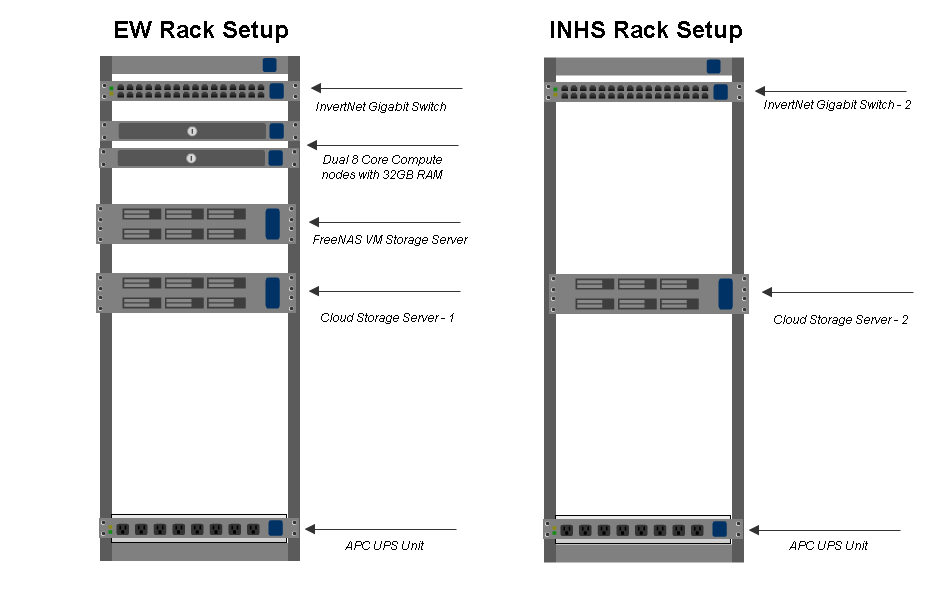 EW Rack Setup
InvertNet Gigabit Switch
Dual 8 Core Compute
nodes with 32GB RAM
FreeNAS VM Storage Server
Cloud Storage Server - 1
APC UPS Unit
INHS Rack Setup
InvertNet Gigabit Switch - 2
Cloud Storage Server - 2
APC UPS Unit